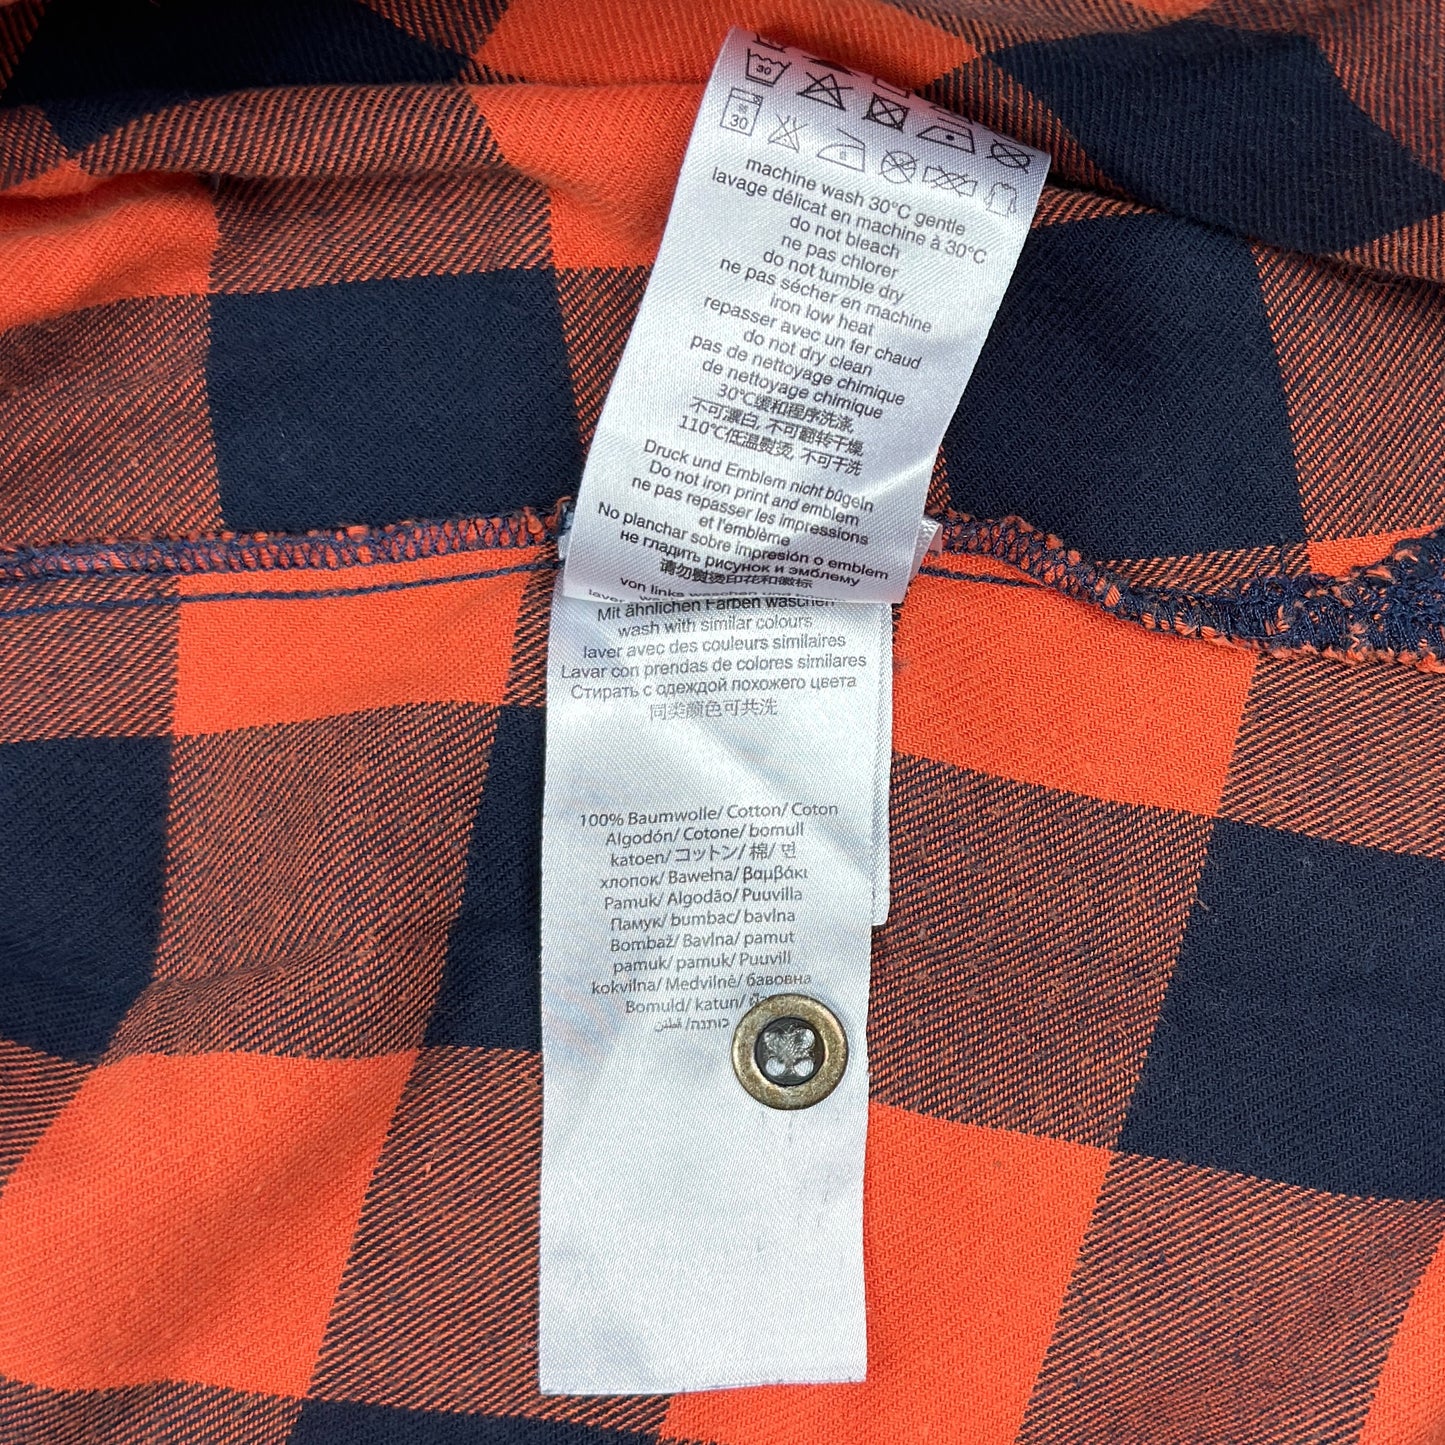 30
30
machine wash 30°C gentle
lavage délicat en machine à 30°C
do not bleach
ne pas chlorer
do not tumble dry
ne pas sécher en machine
iron low heat
repasser avec un fer chaud
do not dry clean
pas de nettoyage chimique
de nettoyage chimique
30℃缓和程序洗涤
不可漂白, 不可翻转干燥,
110℃低温熨烫, 不可干洗
Druck und Emblem nicht bügeln
Do not iron print and emblem
ne pas repasser les impressions
et l'emblème
No planchar sobre impresión o emblem
не гладить рисунок и эмблему
请勿熨烫印花和徽标
von links waschen und
Mit ähnlichen Farben waschen
wash with similar colours
laver avec des couleurs similaires
Lavar con prendas de colores similares
Стирать с одеждой похожего цвета
同类颜色可共洗
100% Baumwolle/ Cotton/ Coton
Algodón/ Cotone/ bomull
katoen/ コットン/ 棉/ 면
хлопок/ Bawełna/ βαμβάκι
Pamuk/ Algodão/ Puuvilla
Памук/ bumbac/ bavlna
Bombaž/ Bavlna/ pamut
pamuk/ pamuk/ Puuvill
kokvilna/ Medvilnė/ бавовна
Bomuld/ katun/
כותנה/ قطن